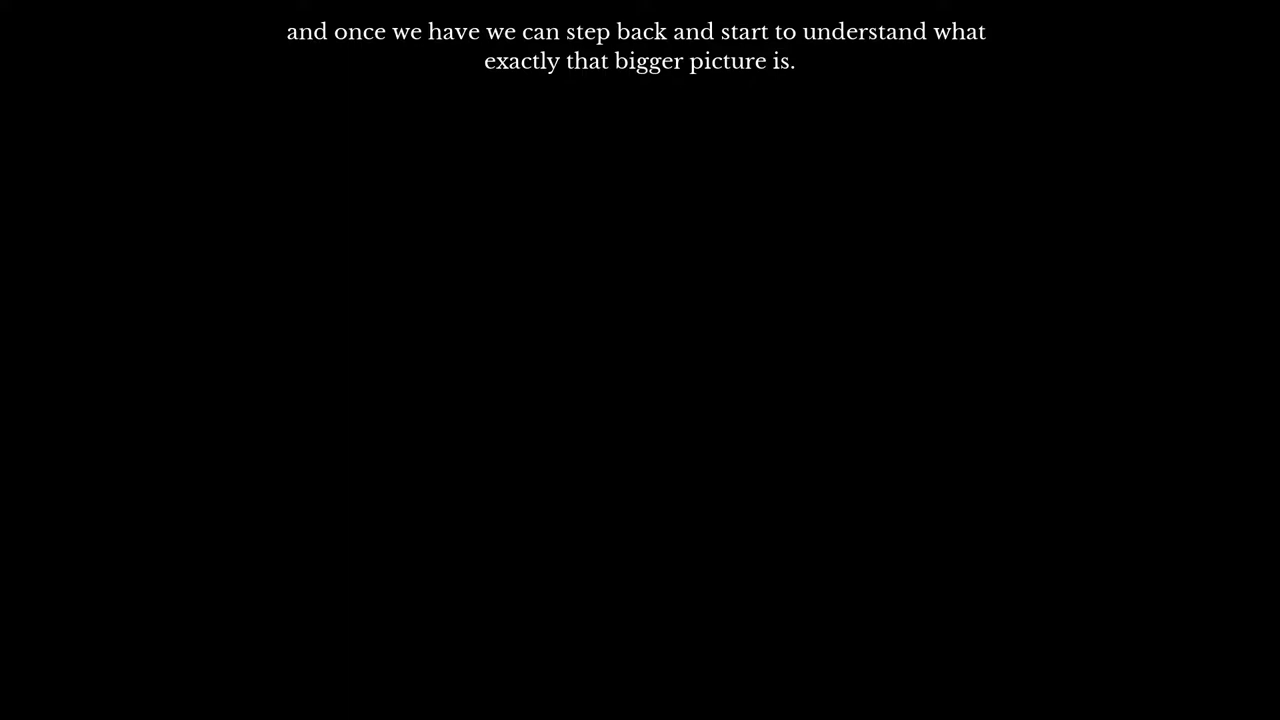 and once we have we can step back and start to understand what
exactly that bigger picture is.